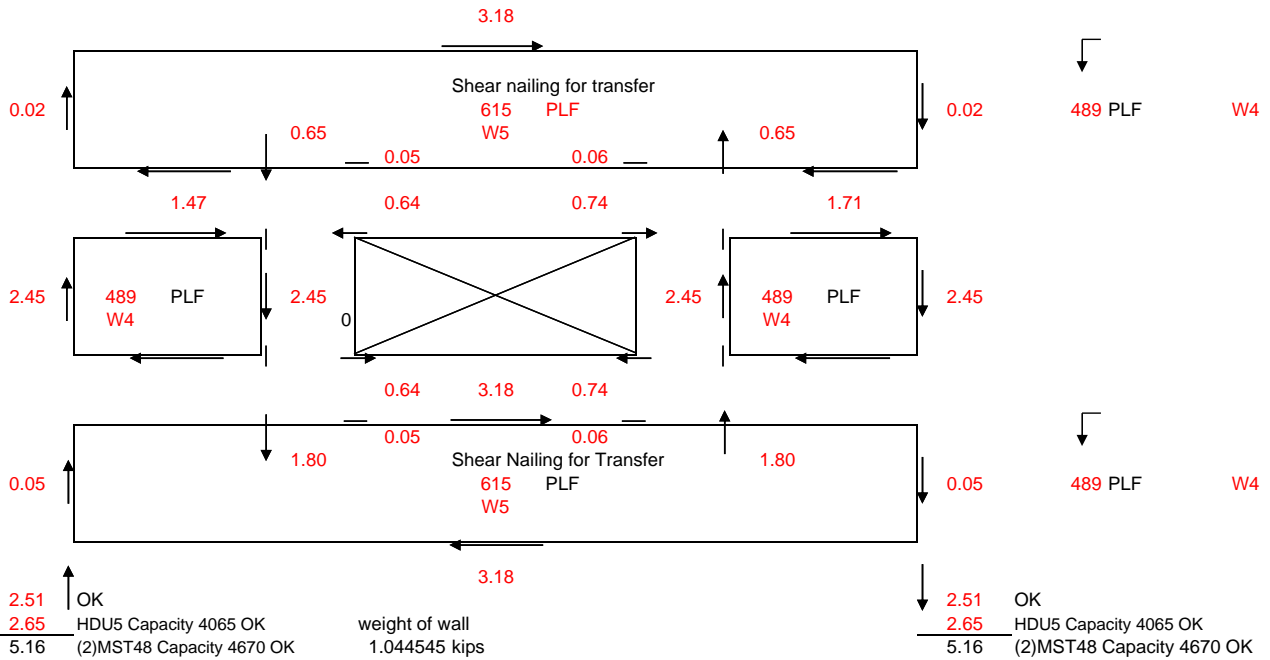 3.18
Shear nailing for transfer
0.02 615 PLF 0.02 489 PLF W4
0.65 W5 0.65
0.05 0.06
1.47 0.64 0.74 1.71
2.45 489 PLF 2.45 2.45 489 PLF 2.45
W4 0 W4
0.64 3.18 0.74
0.05 0.06
1.80 Shear Nailing for Transfer 1.80
0.05 615 PLF 0.05 489 PLF W4
W5
3.18
2.51 OK 2.51 OK
2.65 HDU5 Capacity 4065 OK weight of wall 2.65 HDU5 Capacity 4065 OK
5.16 (2)MST48 Capacity 4670 OK 1.044545 kips 5.16 (2)MST48 Capacity 4670 OK